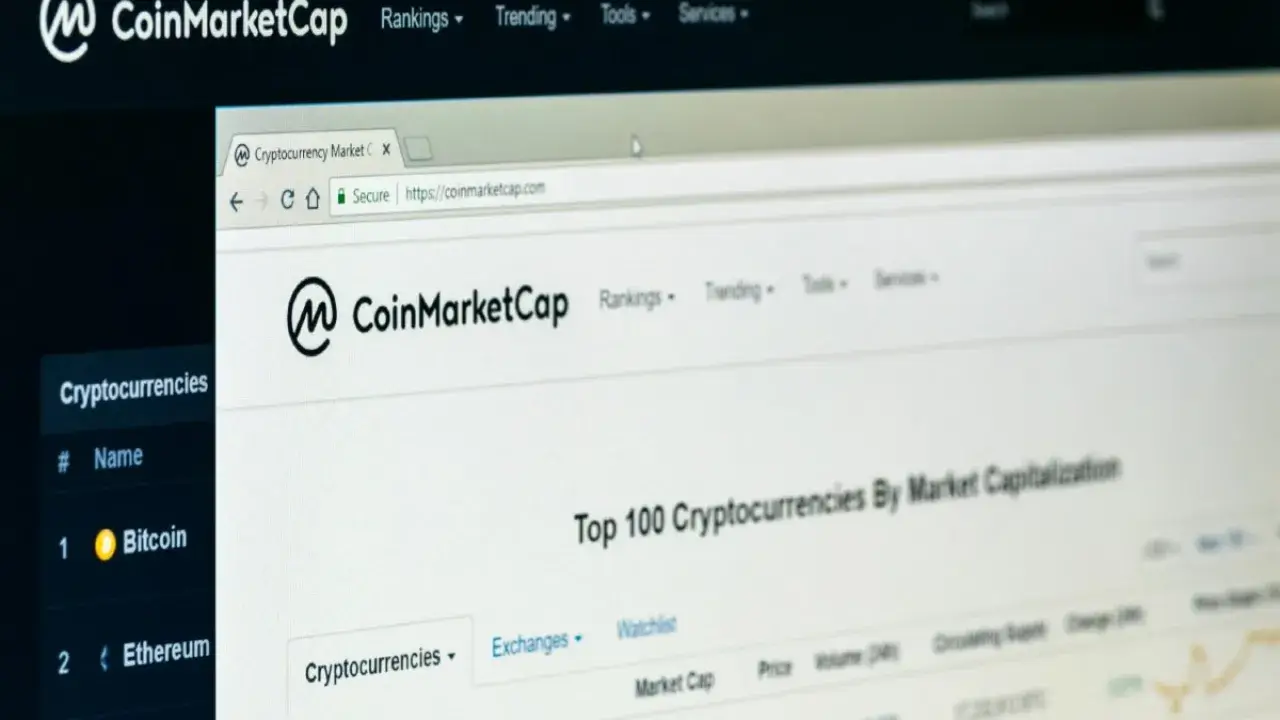 CoinMarketCap Rankings Trending Tools Services Search
Cryptocurrency Market C
Secure https://coinmarketcap.com
CoinMarketCap Rankings Trending Tools Services
Cryptocurrencies
# Name
1 Bitcoin
2 Ethereum
Top 100 Cryptocurrencies By Market Capitalization
Cryptocurrencies Exchanges Watchlist
Market Cap Price Volume (24h) Circulating Supply Change (24h)